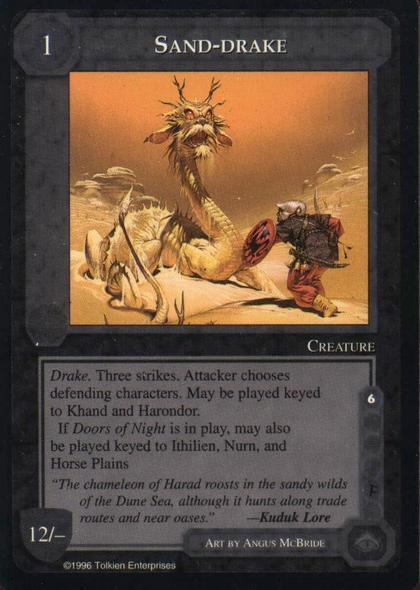 1
SAND-DRAKE
CREATURE
Drake. Three strikes. Attacker chooses
defending characters. May be played keyed
to Khand and Harondor.
If Doors of Night is in play, may also
be played keyed to Ithilien, Nurn, and
Horse Plains
6
F
"The chameleon of Harad roosts in the sandy wilds
of the Dune Sea, although it hunts along trade
routes and near oases." —Kuduk Lore
12/–
ART BY ANGUS MCBRIDE
©1996 Tolkien Enterprises